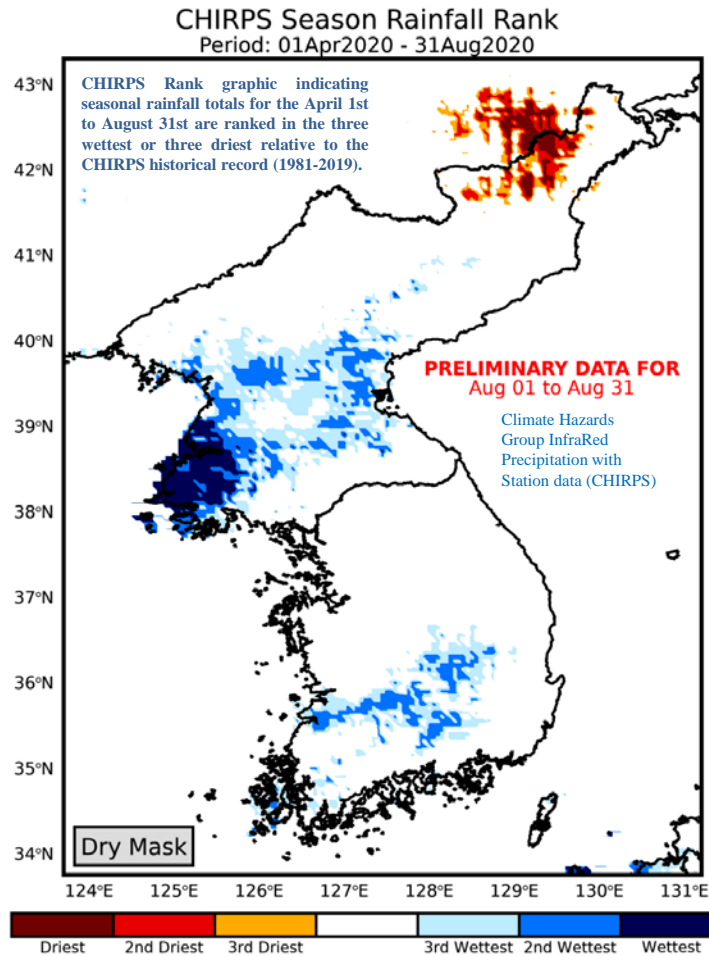 CHIRPS Season Rainfall Rank
Period: 01Apr2020 - 31Aug2020
CHIRPS Rank graphic indicating
seasonal rainfall totals for the April 1st
to August 31st are ranked in the three
wettest or three driest relative to the
CHIRPS historical record (1981-2019).
43°N
42°N
41°N
40°N
39°N
38°N
37°N
36°N
35°N
34°N
PRELIMINARY DATA FOR
Aug 01 to Aug 31
Climate Hazards
Group InfraRed
Precipitation with
Station data (CHIRPS)
Dry Mask
124°E 125°E 126°E 127°E 128°E 129°E 130°E 131°E
Driest 2nd Driest 3rd Driest 3rd Wettest 2nd Wettest Wettest